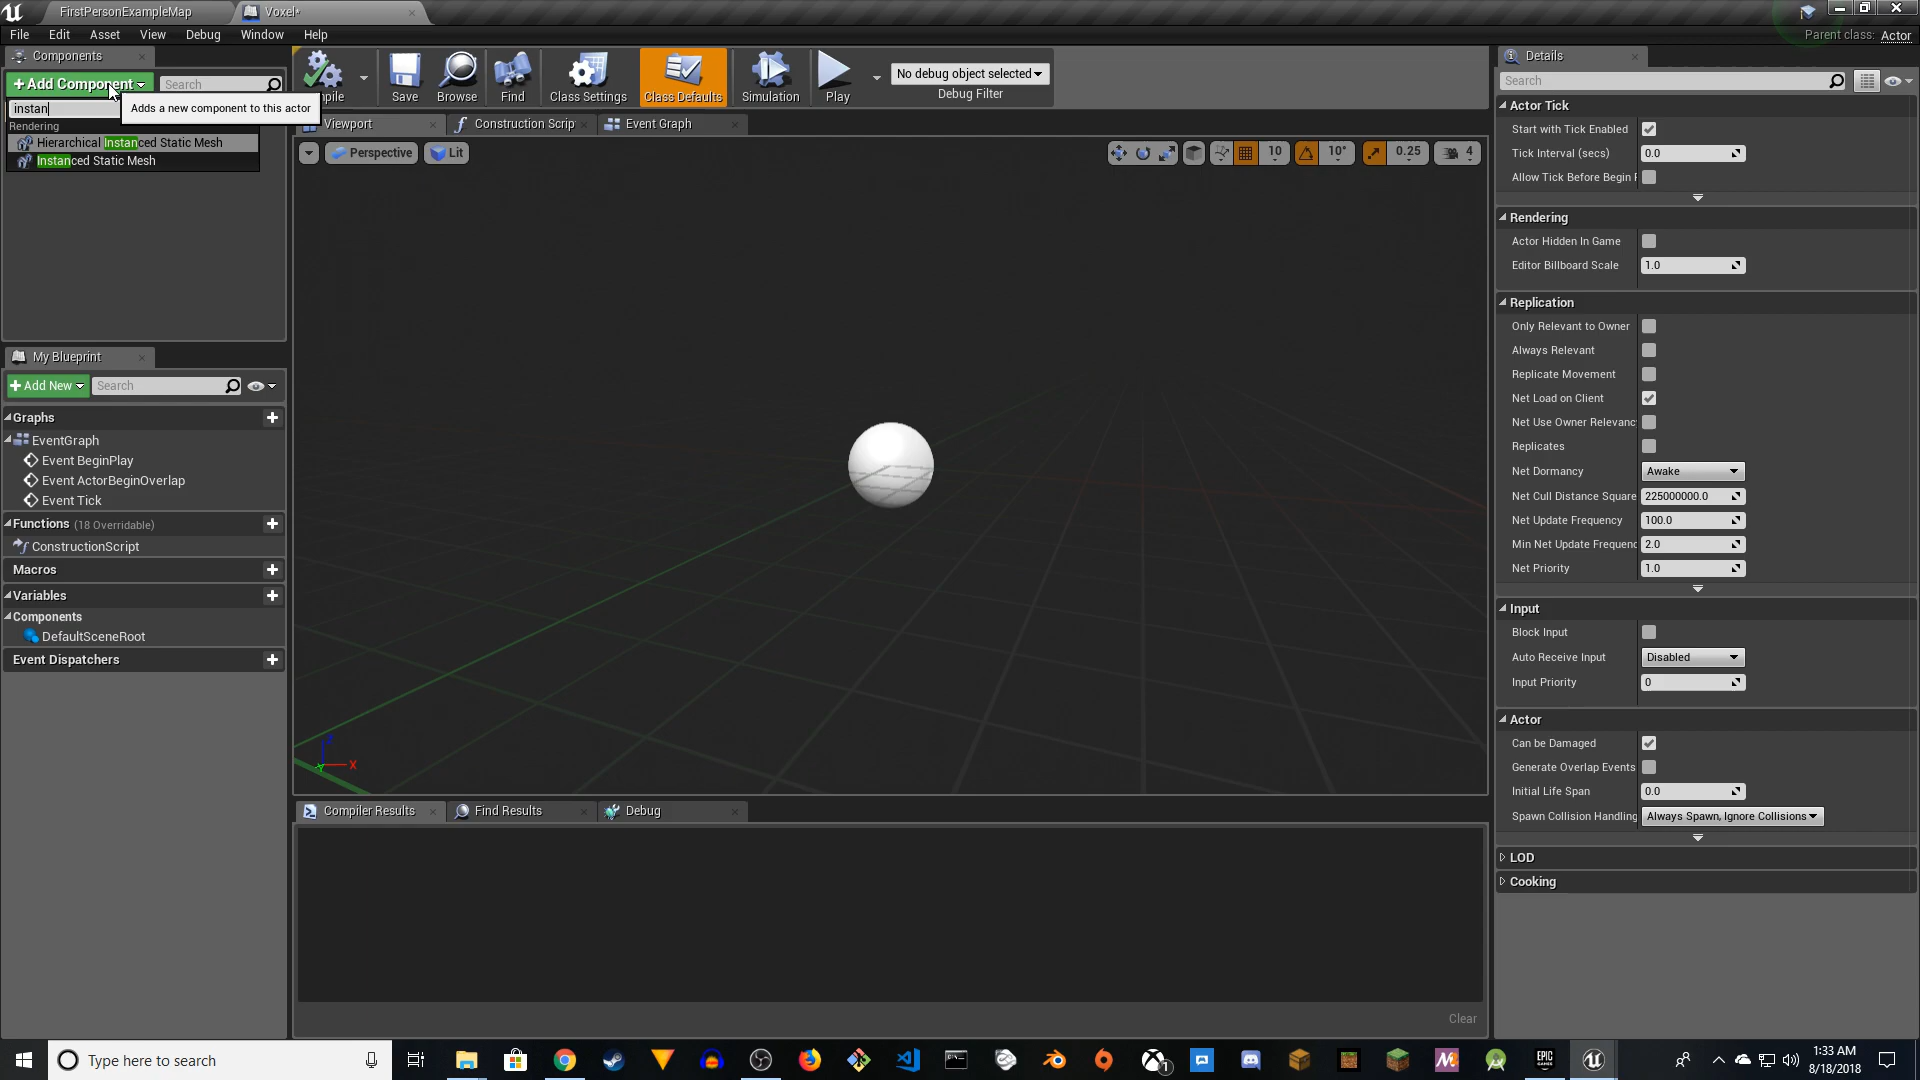 FirstPersonExampleMap
Voxel*
File Edit Asset View Debug Window Help
Parent class: Actor
Components
+ Add Component
Search
instan
Adds a new component to this actor
Rendering
Hierarchical Instanced Static Mesh
Instanced Static Mesh
My Blueprint
+ Add New
Search
Graphs
EventGraph
Event BeginPlay
Event ActorBeginOverlap
Event Tick
Functions (18 Overridable)
ConstructionScript
Macros
Variables
Components
DefaultSceneRoot
Event Dispatchers
pile
Save
Browse
Find
Class Settings
Class Defaults
Simulation
Play
No debug object selected
Debug Filter
Viewport
Construction Scrip
Event Graph
Perspective
Lit
10
10°
0.25
4
X
Compiler Results
Find Results
Debug
Clear
Details
Search
Actor Tick
Start with Tick Enabled
Tick Interval (secs) 0.0
Allow Tick Before Begin
Rendering
Actor Hidden In Game
Editor Billboard Scale 1.0
Replication
Only Relevant to Owner
Always Relevant
Replicate Movement
Net Load on Client
Net Use Owner Relevanc
Replicates
Net Dormancy Awake
Net Cull Distance Square 225000000.0
Net Update Frequency 100.0
Min Net Update Frequenc 2.0
Net Priority 1.0
Input
Block Input
Auto Receive Input Disabled
Input Priority 0
Actor
Can be Damaged
Generate Overlap Events
Initial Life Span 0.0
Spawn Collision Handling Always Spawn, Ignore Collisions
LOD
Cooking
Type here to search
1:33 AM
8/18/2018